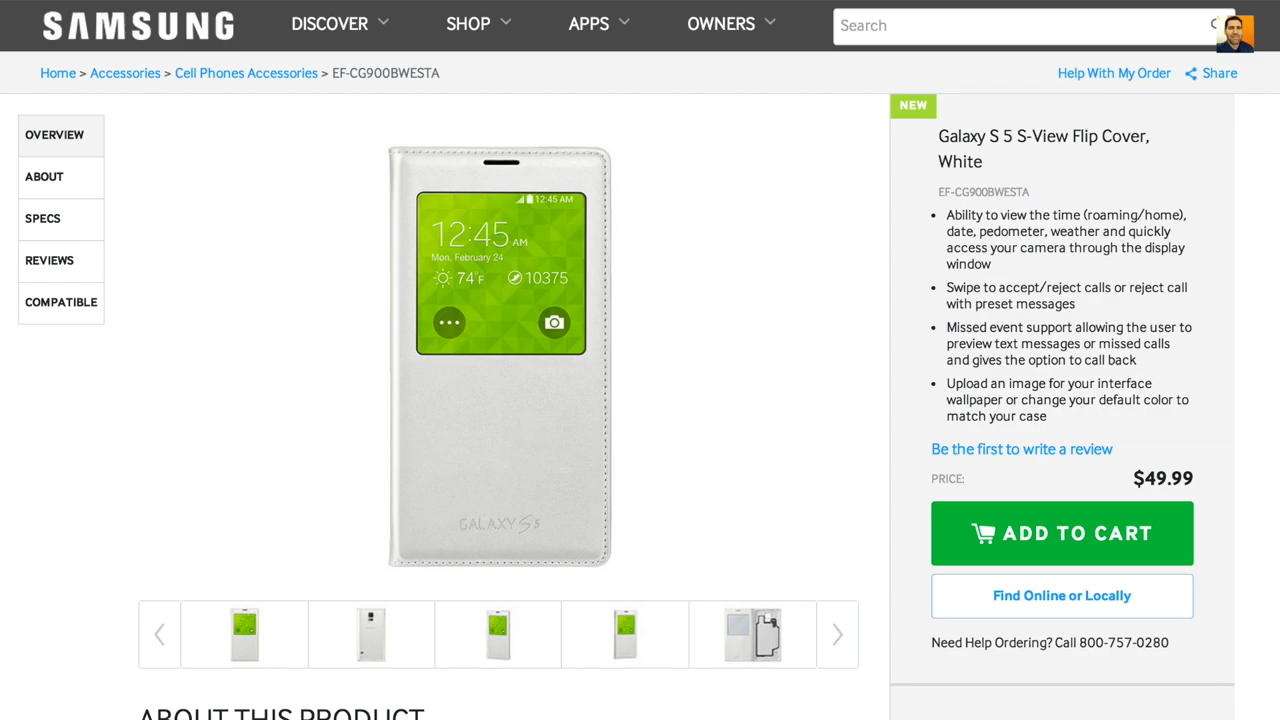 SAMSUNG
DISCOVER
SHOP
APPS
OWNERS
Search
Home > Accessories > Cell Phones Accessories > EF-CG900BWESTA
Help With My Order
Share
OVERVIEW
ABOUT
SPECS
REVIEWS
COMPATIBLE
12:45 AM
12:45 AM
Mon, February 24
74°F
10375
GALAXY S 5
NEW
Galaxy S 5 S-View Flip Cover,
White
EF-CG900BWESTA
• Ability to view the time (roaming/home),
date, pedometer, weather and quickly
access your camera through the display
window
• Swipe to accept/reject calls or reject call
with preset messages
• Missed event support allowing the user to
preview text messages or missed calls
and gives the option to call back
• Upload an image for your interface
wallpaper or change your default color to
match your case
Be the first to write a review
PRICE:
$49.99
ADD TO CART
Find Online or Locally
Need Help Ordering? Call 800-757-0280
ABOUT THIS PRODUCT